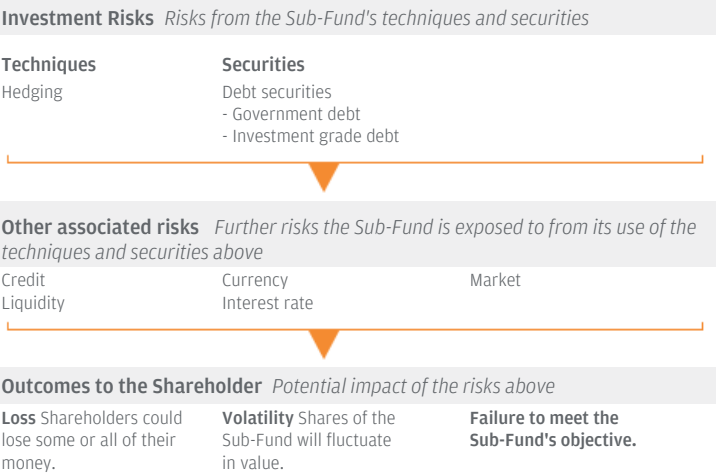 Investment Risks Risks from the Sub-Fund's techniques and securities
Techniques
Hedging
Securities
Debt securities
- Government debt
- Investment grade debt
Other associated risks Further risks the Sub-Fund is exposed to from its use of the
techniques and securities above
Credit
Liquidity
Currency
Interest rate
Market
Outcomes to the Shareholder Potential impact of the risks above
Loss Shareholders could
lose some or all of their
money.
Volatility Shares of the
Sub-Fund will fluctuate
in value.
Failure to meet the
Sub-Fund's objective.